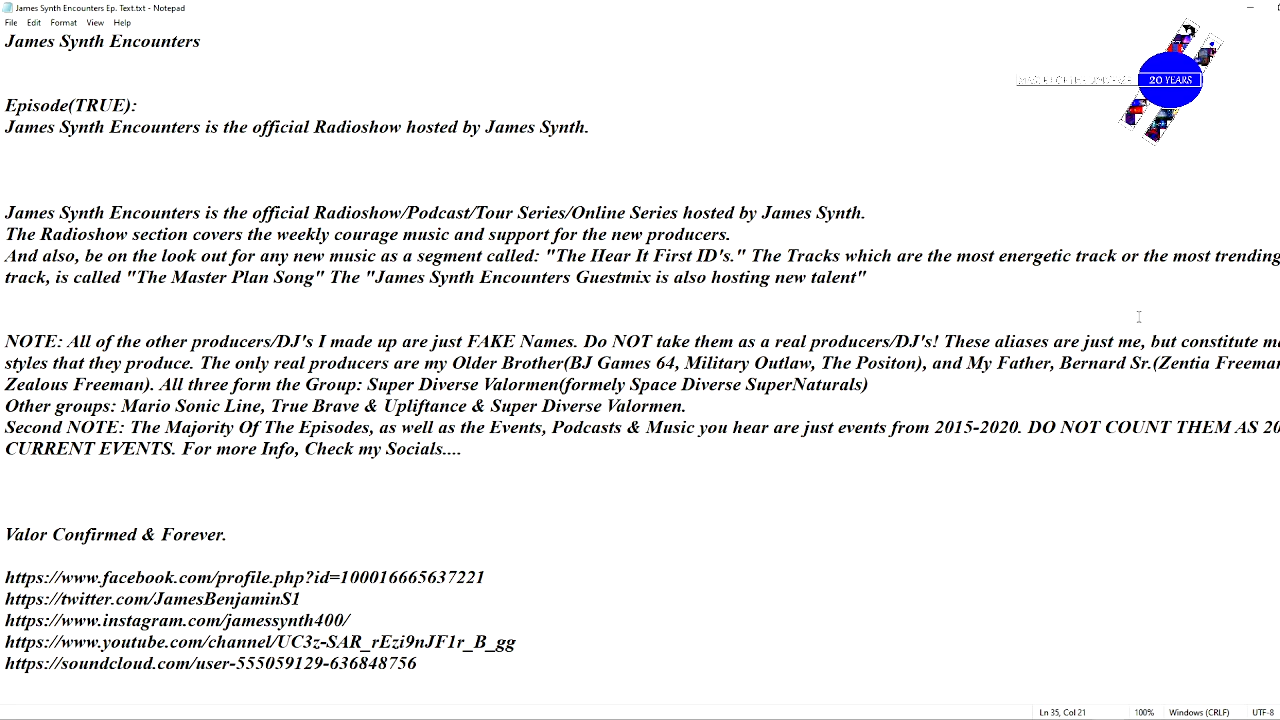 James Synth Encounters Ep. Text.txt - Notepad
File Edit Format View Help
James Synth Encounters
20 YEARS
Episode(TRUE):
James Synth Encounters is the official Radioshow hosted by James Synth.
James Synth Encounters is the official Radioshow/Podcast/Tour Series/Online Series hosted by James Synth.
The Radioshow section covers the weekly courage music and support for the new producers.
And also, be on the look out for any new music as a segment called: "The Hear It First ID's." The Tracks which are the most energetic track or the most trending
track, is called "The Master Plan Song" The "James Synth Encounters Guestmix is also hosting new talent"
NOTE: All of the other producers/DJ's I made up are just FAKE Names. Do NOT take them as a real producers/DJ's! These aliases are just me, but constitute
styles that they produce. The only real producers are my Older Brother(BJ Games 64, Military Outlaw, The Positon), and My Father, Bernard Sr.(Zentia
Zealous Freeman). All three form the Group: Super Diverse Valormen(formely Space Diverse SuperNaturals)
Other groups: Mario Sonic Line, True Brave & Upliftance & Super Diverse Valormen.
Second NOTE: The Majority Of The Episodes, as well as the Events, Podcasts & Music you hear are just events from 2015-2020. DO NOT COUNT THEM AS
CURRENT EVENTS. For more Info, Check my Socials....
Valor Confirmed & Forever.
https://www.facebook.com/profile.php?id=100016665637221
https://twitter.com/JamesBenjaminS1
https://www.instagram.com/jamessynth400/
https://www.youtube.com/channel/UC3z-SAR_rEzi9nJF1r_B_gg
https://soundcloud.com/user-555059129-636848756
Ln 35, Col 21 100% Windows (CRLF) UTF-8